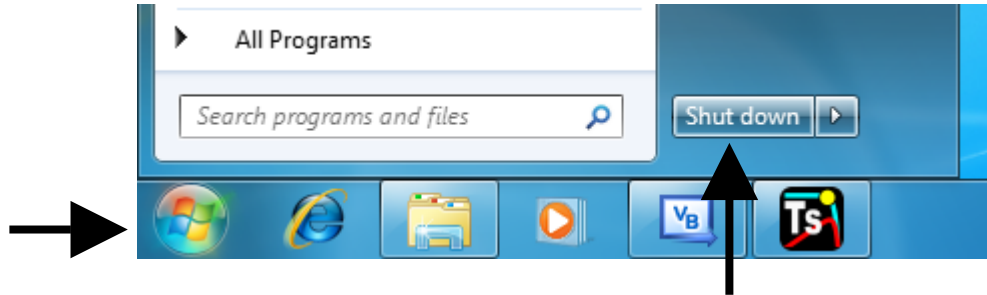 All Programs
Search programs and files
Shut down
VB
Ts